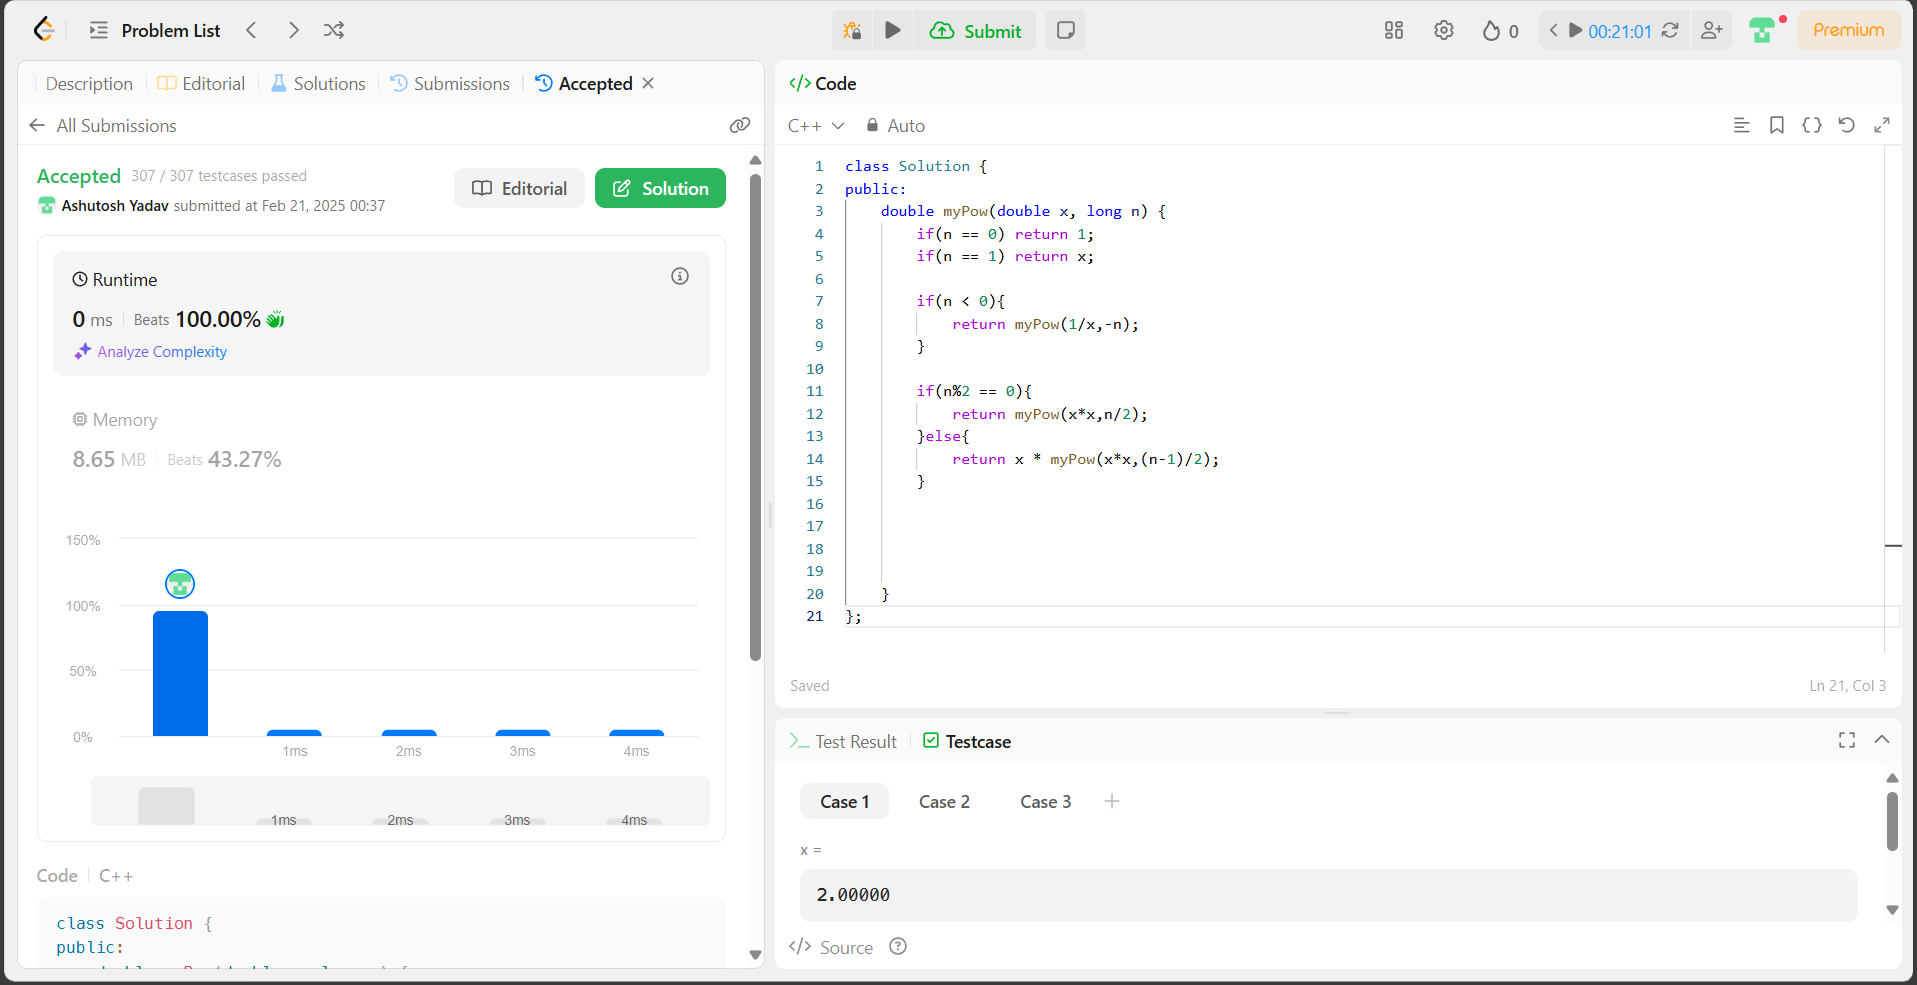 Problem List
Submit
0
00:21:01
Premium
Description
Editorial
Solutions
Submissions
Accepted
All Submissions
Accepted 307 / 307 testcases passed
Ashutosh Yadav submitted at Feb 21, 2025 00:37
Editorial
Solution
Runtime
0 ms Beats 100.00%
Analyze Complexity
Memory
8.65 MB Beats 43.27%
150%
100%
50%
0%
1ms 2ms 3ms 4ms
1ms 2ms 3ms 4ms
Code C++
class Solution {
public:
</> Code
C++ Auto
1 class Solution {
2 public:
3 double myPow(double x, long n) {
4 if(n == 0) return 1;
5 if(n == 1) return x;
6
7 if(n < 0){
8 return myPow(1/x,-n);
9 }
10
11 if(n%2 == 0){
12 return myPow(x*x,n/2);
13 }else{
14 return x * myPow(x*x,(n-1)/2);
15 }
16
17
18
19
20 }
21 };
Saved
Ln 21, Col 3
Test Result
Testcase
Case 1 Case 2 Case 3 +
x =
2.00000
</> Source ?